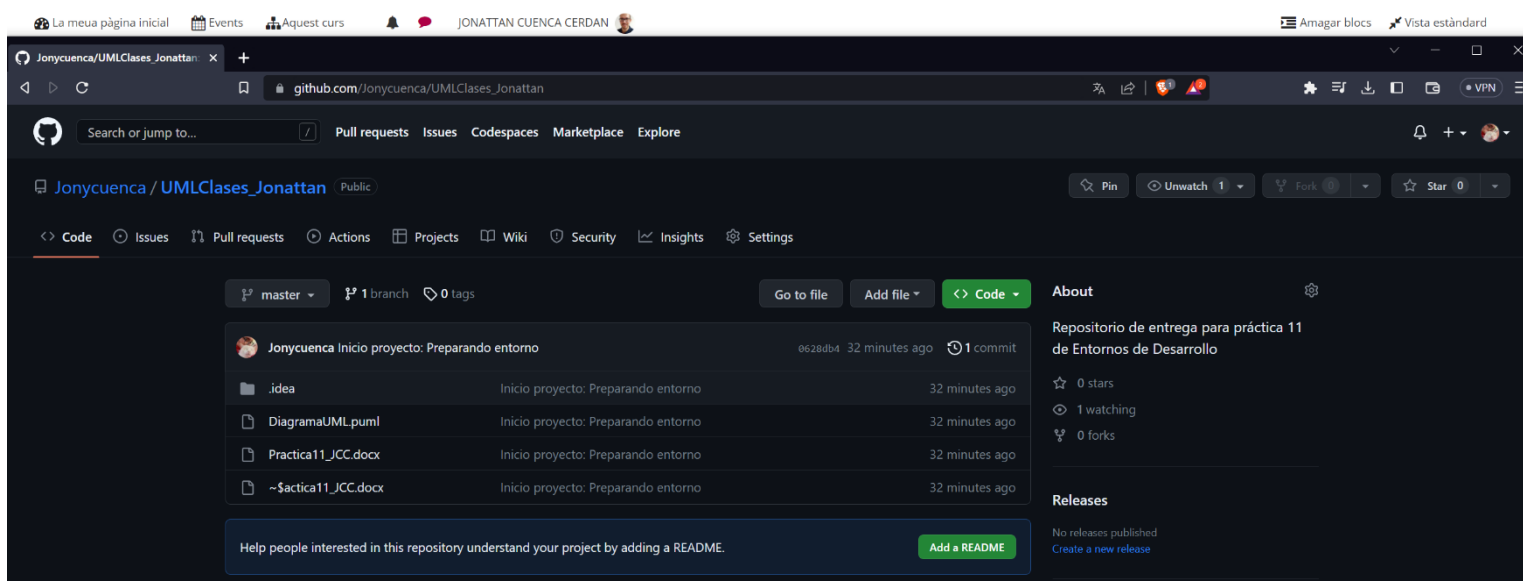 La meua pàgina inicial Events Aquest curs JONATTAN CUENCA CERDAN Amagar blocs Vista estàndard
Jonycuenca/UMLClases_Jonattan:
github.com/Jonycuenca/UMLClases_Jonattan 1 2 VPN
Search or jump to... / Pull requests Issues Codespaces Marketplace Explore
Jonycuenca / UMLClases_Jonattan Public Pin Unwatch 1 Fork 0 Star 0
Code Issues Pull requests Actions Projects Wiki Security Insights Settings
master 1 branch 0 tags Go to file Add file Code
About
Jonycuenca Inicio proyecto: Preparando entorno 0628db4 32 minutes ago 1 commit
.idea Inicio proyecto: Preparando entorno 32 minutes ago
DiagramaUML.puml Inicio proyecto: Preparando entorno 32 minutes ago
Practica11_JCC.docx Inicio proyecto: Preparando entorno 32 minutes ago
~$actica11_JCC.docx Inicio proyecto: Preparando entorno 32 minutes ago
Help people interested in this repository understand your project by adding a README. Add a README
Repositorio de entrega para práctica 11
de Entornos de Desarrollo
0 stars
1 watching
0 forks
Releases
No releases published
Create a new release